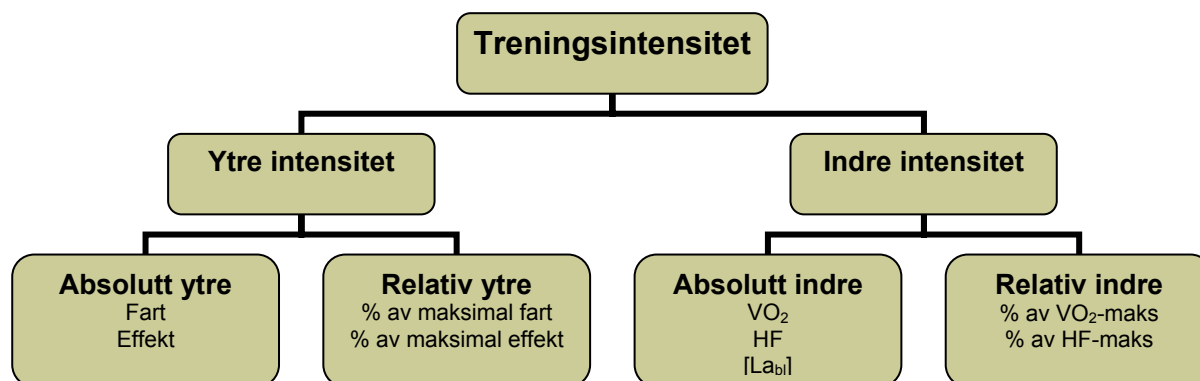 Treningsintensitet
Ytre intensitet
Indre intensitet
Absolutt ytre
Fart
Effekt
Relativ ytre
% av maksimal fart
% av maksimal effekt
Absolutt indre
VO₂
HF
[La_bl]
Relativ indre
% av VO₂-maks
% av HF-maks